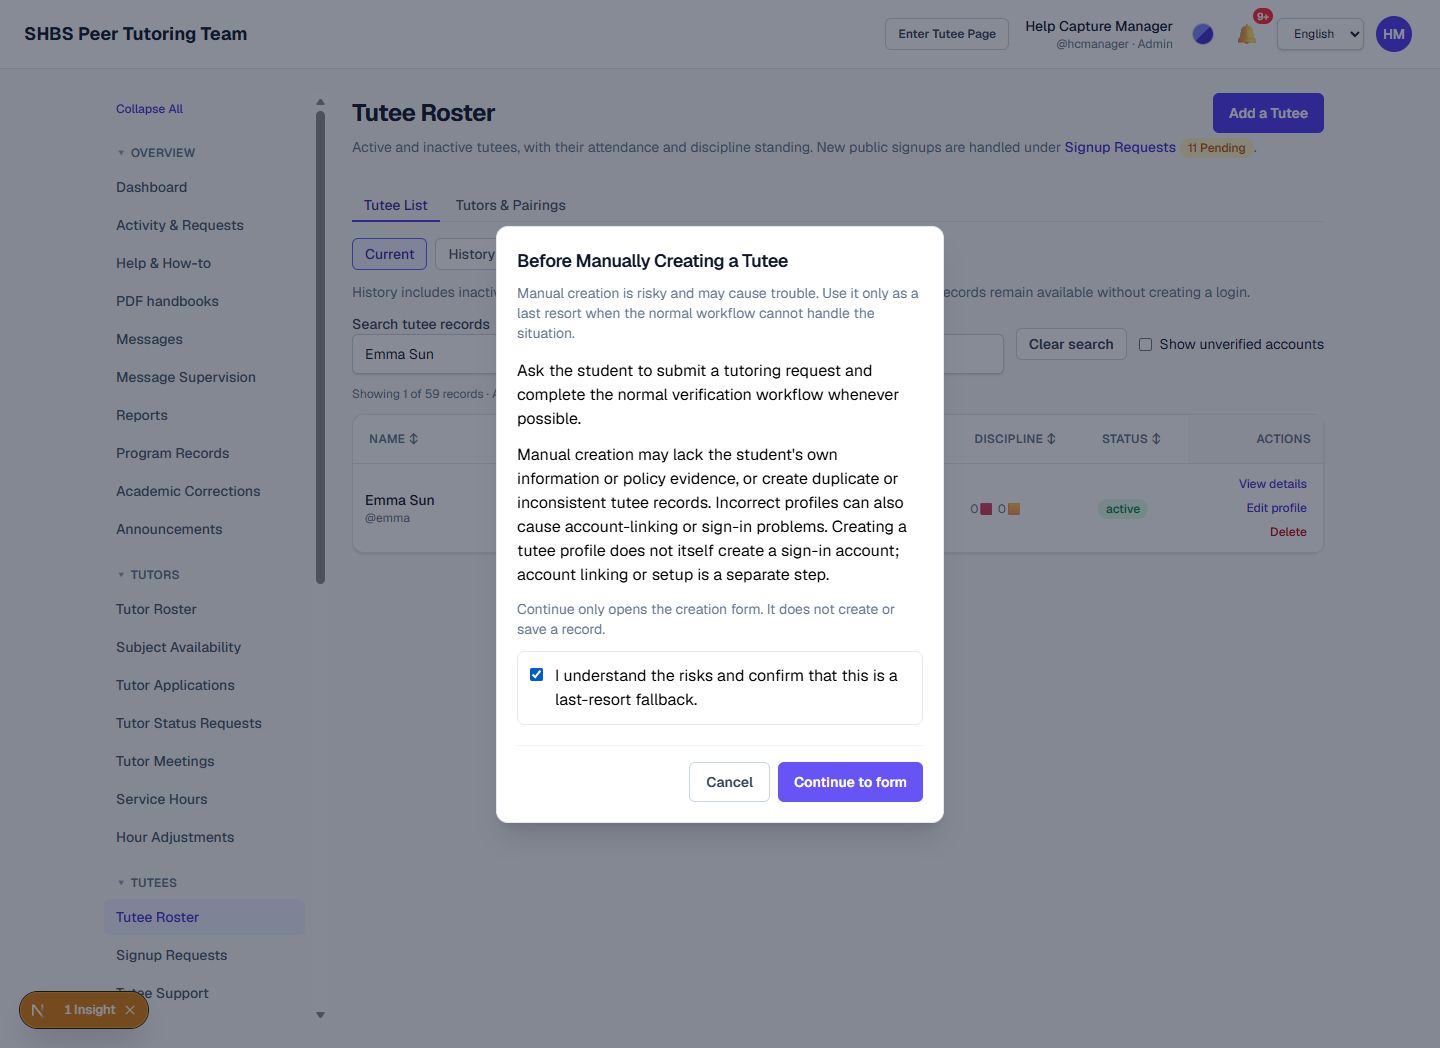 SHBS Peer Tutoring Team
Enter Tutee Page
Help Capture Manager
@hcmanager · Admin
9+
English
HM
Collapse All
OVERVIEW
Dashboard
Activity & Requests
Help & How-to
PDF handbooks
Messages
Message Supervision
Reports
Program Records
Academic Corrections
Announcements
TUTORS
Tutor Roster
Subject Availability
Tutor Applications
Tutor Status Requests
Tutor Meetings
Service Hours
Hour Adjustments
TUTEES
Tutee Roster
Signup Requests
Tutee Support
1 Insight
Tutee Roster
Add a Tutee
Active and inactive tutees, with their attendance and discipline standing. New public signups are handled under Signup Requests 11 Pending .
Tutee List
Tutors & Pairings
Current
History
History includes
records remain available without creating a login.
Search tutee records
Emma Sun
Clear search
Show unverified accounts
Showing 1 of 59 records ·
NAME
DISCIPLINE
STATUS
ACTIONS
Emma Sun
@emma
0 0
active
View details
Edit profile
Delete
Before Manually Creating a Tutee
Manual creation is risky and may cause trouble. Use it only as a
last resort when the normal workflow cannot handle the
situation.
Ask the student to submit a tutoring request and
complete the normal verification workflow whenever
possible.
Manual creation may lack the student's own
information or policy evidence, or create duplicate or
inconsistent tutee records. Incorrect profiles can also
cause account-linking or sign-in problems. Creating a
tutee profile does not itself create a sign-in account;
account linking or setup is a separate step.
Continue only opens the creation form. It does not create or
save a record.
I understand the risks and confirm that this is a
last-resort fallback.
Cancel
Continue to form